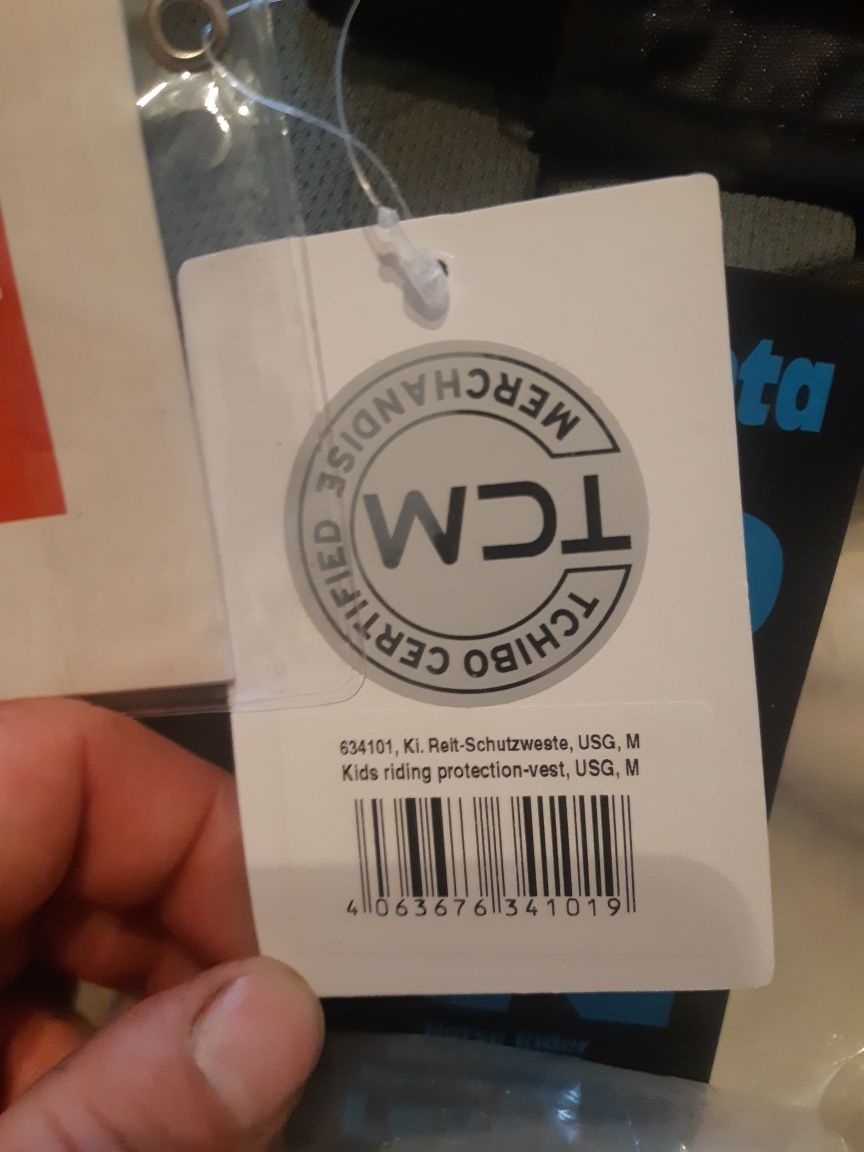 TCHIBO CERTIFIED MERCHANDISE
TCM
634101, Ki. Reit-Schutzweste, USG, M
Kids riding protection-vest, USG, M
4 063676 341019